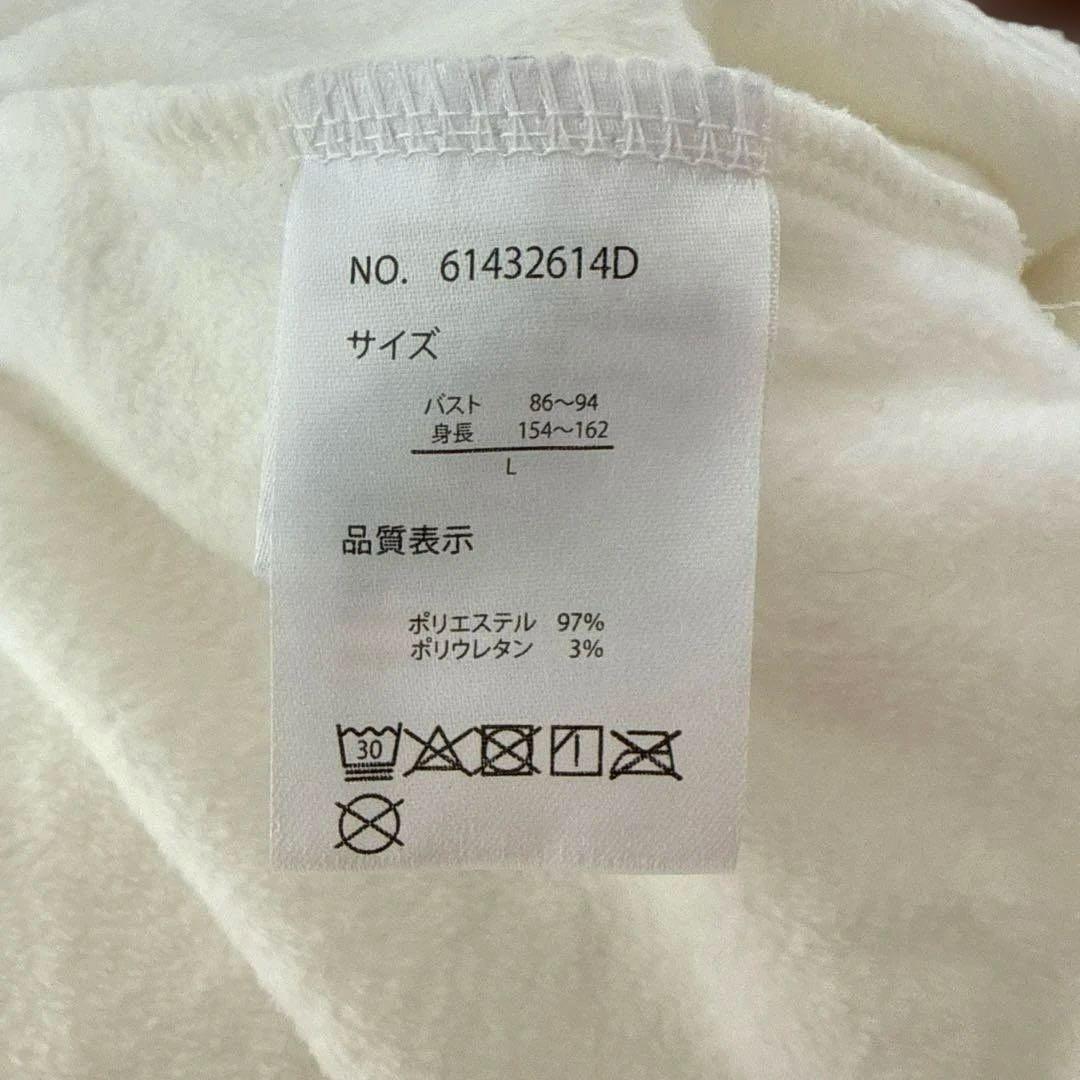 NO. 61432614D
サイズ
バスト 86〜94
身長 154〜162
L
品質表示
ポリエステル 97%
ポリウレタン 3%
30